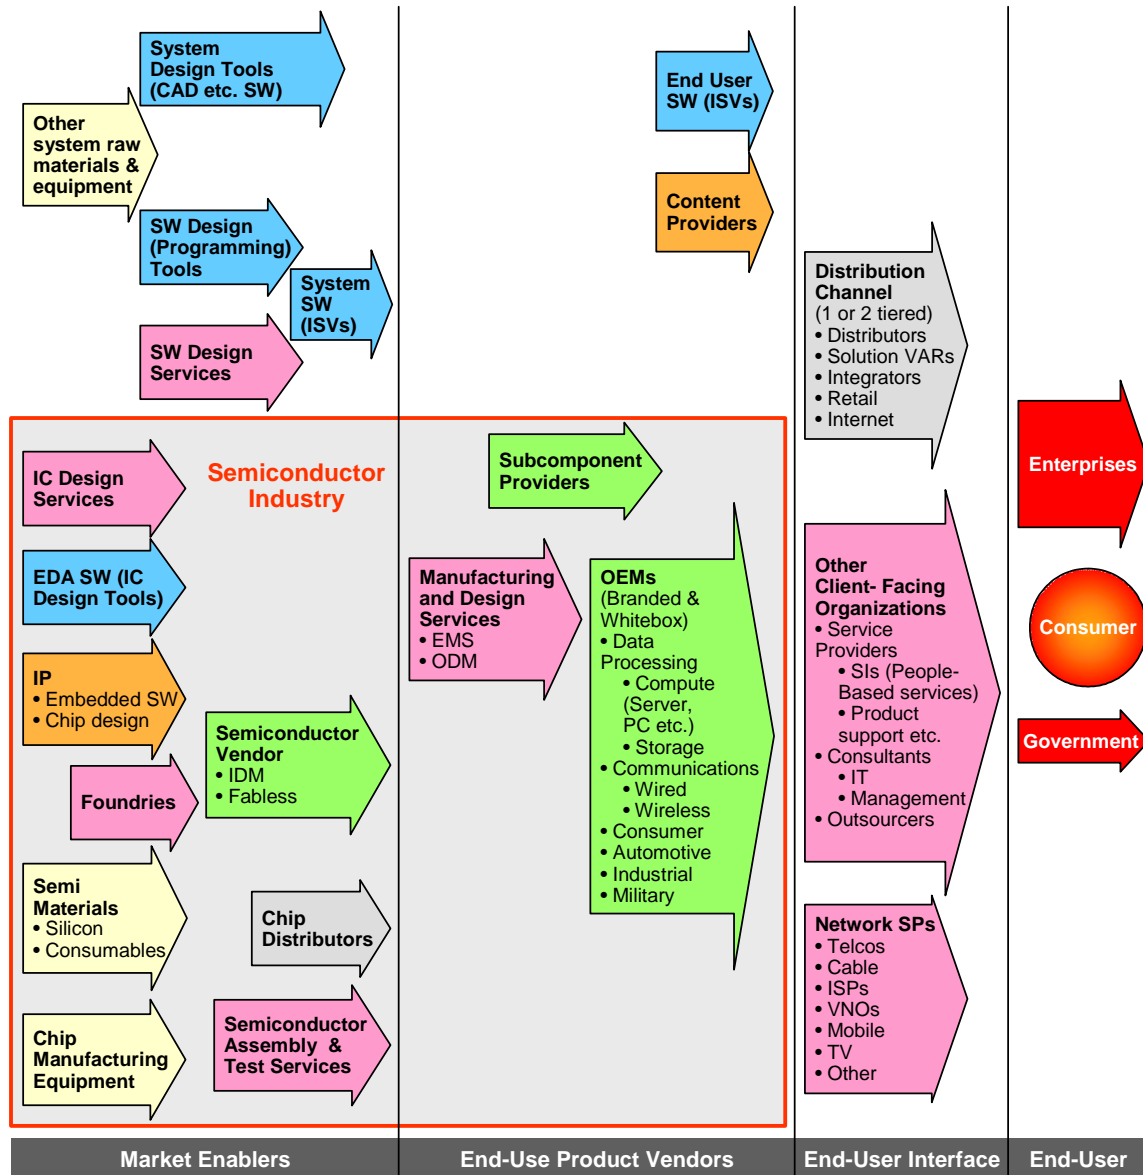 System
Design Tools
(CAD etc. SW)
Other
system raw
materials &
equipment
SW Design
(Programming)
Tools
System
SW
(ISVs)
SW Design
Services
End User
SW (ISVs)
Content
Providers
Distribution
Channel
(1 or 2 tiered)
• Distributors
• Solution VARs
• Integrators
• Retail
• Internet
Semiconductor
Industry
IC Design
Services
EDA SW (IC
Design Tools)
IP
• Embedded SW
• Chip design
Foundries
Semiconductor
Vendor
• IDM
• Fabless
Semi
Materials
• Silicon
• Consumables
Chip
Distributors
Chip
Manufacturing
Equipment
Semiconductor
Assembly &
Test Services
Subcomponent
Providers
Manufacturing
and Design
Services
• EMS
• ODM
OEMs
(Branded &
Whitebox)
• Data
Processing
• Compute
(Server,
PC etc.)
• Storage
• Communications
• Wired
• Wireless
• Consumer
• Automotive
• Industrial
• Military
Other
Client- Facing
Organizations
• Service
Providers
• SIs (People-
Based services)
• Product
support etc.
• Consultants
• IT
• Management
• Outsourcers
Network SPs
• Telcos
• Cable
• ISPs
• VNOs
• Mobile
• TV
• Other
Enterprises
Consumer
Government
Market Enablers
End-Use Product Vendors
End-User Interface
End-User